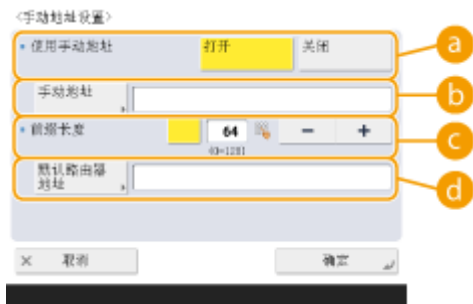 <手动地址设置>
使用手动地址 打开 关闭 a
手动地址 b
前缀长度 64 − + c
(0~128)
默认路由器
地址 d
× 取消 确定